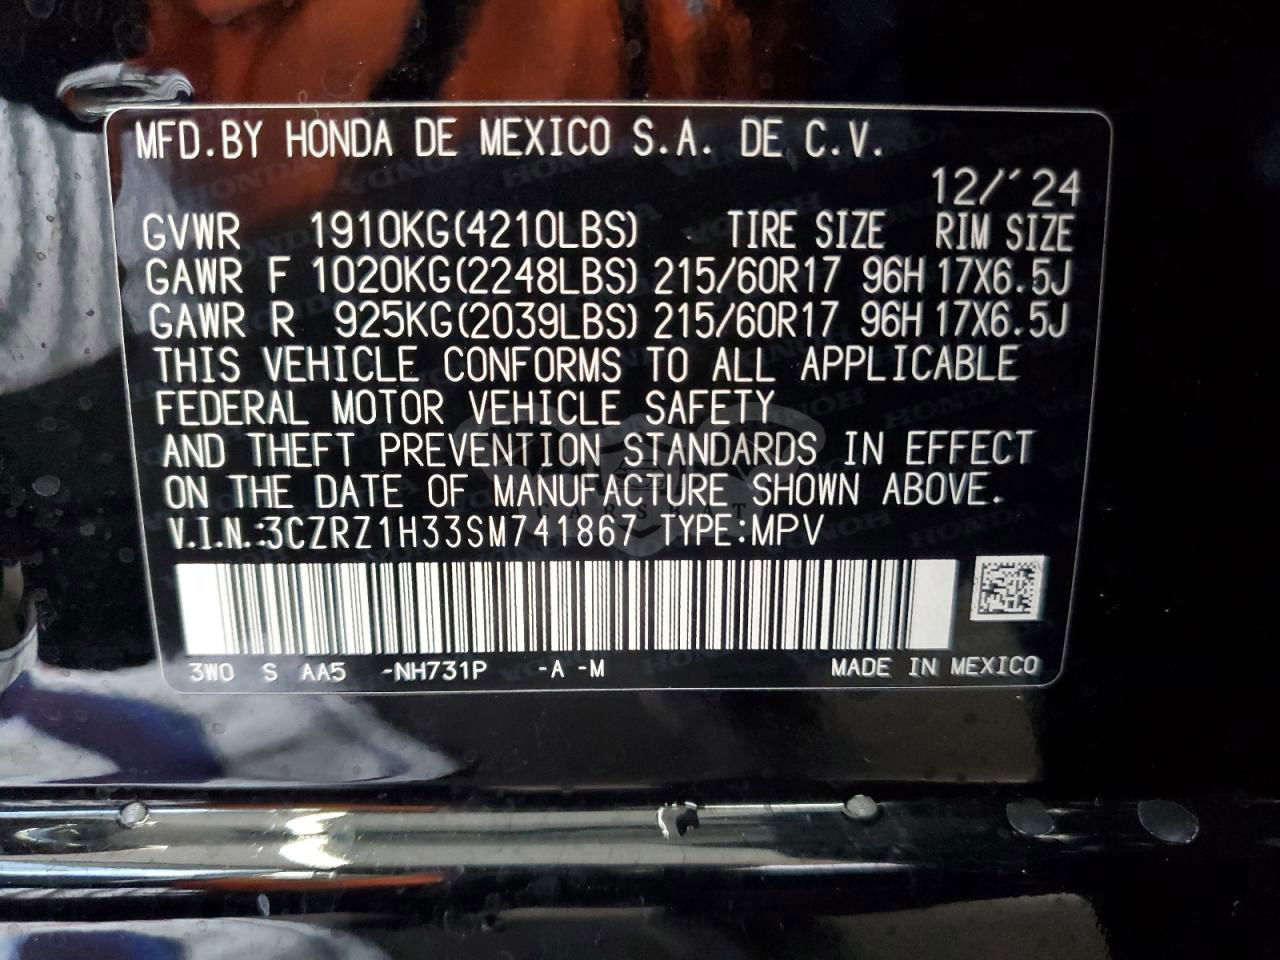 MFD.BY HONDA DE MEXICO S.A. DE C.V.
12/'24
GVWR 1910KG(4210LBS) TIRE SIZE RIM SIZE
GAWR F 1020KG(2248LBS) 215/60R17 96H 17X6.5J
GAWR R 925KG(2039LBS) 215/60R17 96H 17X6.5J
THIS VEHICLE CONFORMS TO ALL APPLICABLE
FEDERAL MOTOR VEHICLE SAFETY
AND THEFT PREVENTION STANDARDS IN EFFECT
ON THE DATE OF MANUFACTURE SHOWN ABOVE.
V.I.N.:3CZRZ1H33SM741867 TYPE:MPV
3W0 S AA5 -NH731P -A -M MADE IN MEXICO
CARSBAT